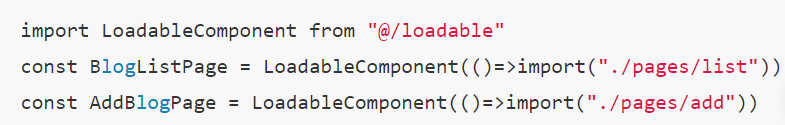 import LoadableComponent from "@/loadable"
const BlogListPage = LoadableComponent(()=>import("./pages/list"))
const AddBlogPage = LoadableComponent(()=>import("./pages/add"))